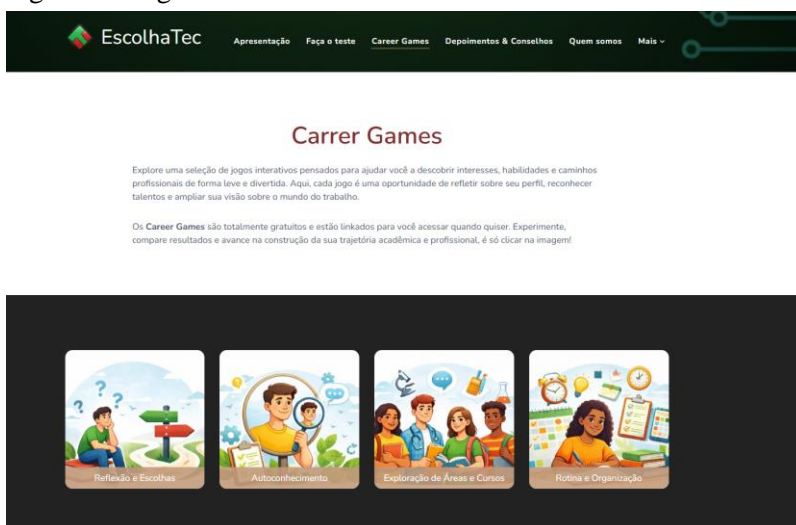 EscolhaTec
Apresentação Faça o teste Career Games Depoimentos & Conselhos Quem somos Mais
Carrer Games
Explore uma seleção de jogos interativos pensados para ajudar você a descobrir interesses, habilidades e caminhos
profissionais de forma leve e divertida. Aqui, cada jogo é uma oportunidade de refletir sobre seu perfil, reconhecer
talentos e ampliar sua visão sobre o mundo do trabalho.
Os Career Games são totalmente gratuitos e estão linkados para você acessar quando quiser. Experimente,
compare resultados e avance na construção da sua trajetória acadêmica e profissional, é só clicar na imagem!
Reflexão e Escolhas
Autoconhecimento
Exploração de Áreas e Cursos
Rotina e Organização